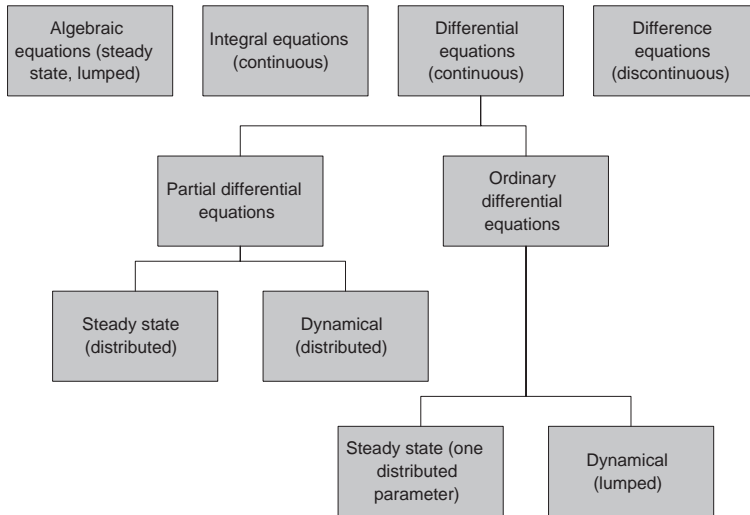 Algebraic
equations (steady
state, lumped)
Integral equations
(continuous)
Differential
equations
(continuous)
Difference
equations
(discontinuous)
Partial differential
equations
Ordinary
differential
equations
Steady state
(distributed)
Dynamical
(distributed)
Steady state (one
distributed
parameter)
Dynamical
(lumped)